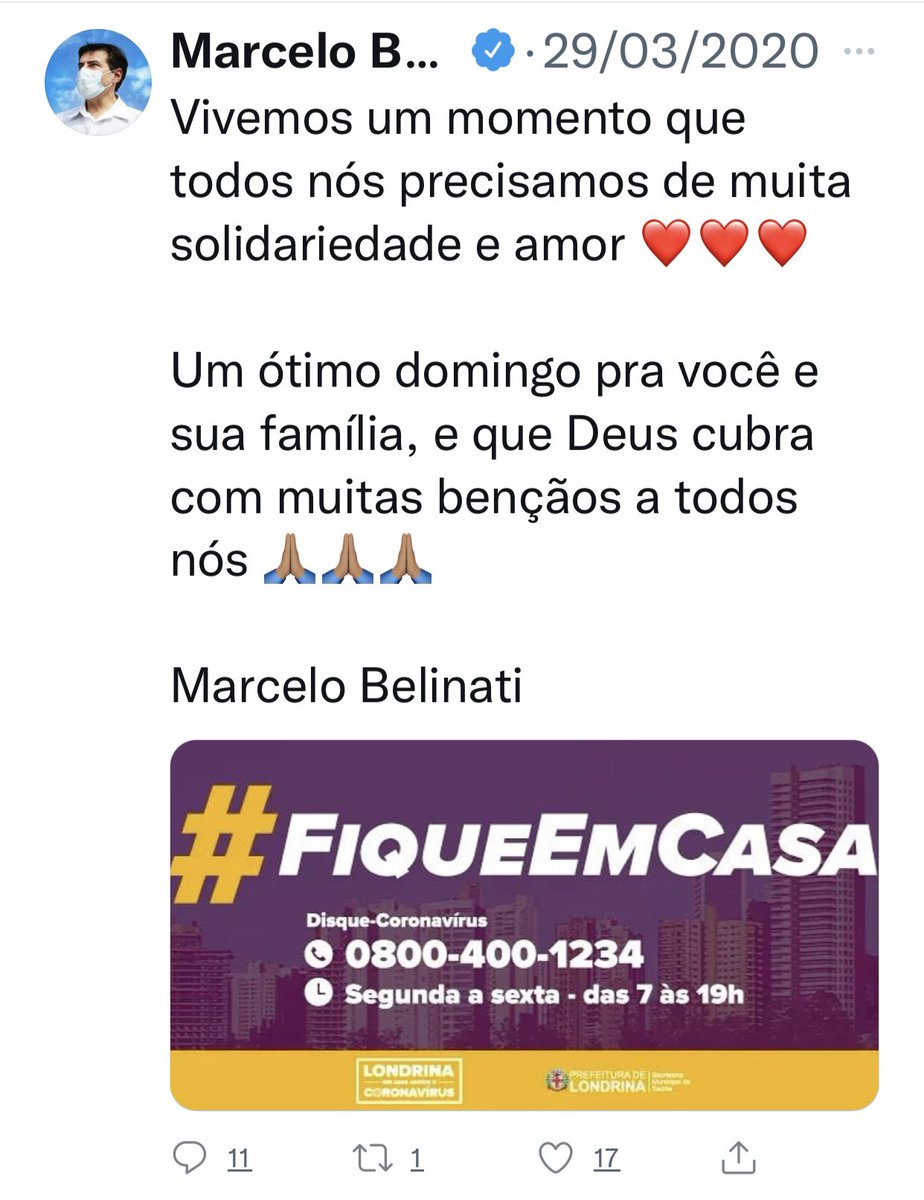 Marcelo B... · 29/03/2020 ...
Vivemos um momento que
todos nós precisamos de muita
solidariedade e amor ❤️❤️❤️
Um ótimo domingo pra você e
sua família, e que Deus cubra
com muitas bençãos a todos
nós 🙏🏽🙏🏽🙏🏽
Marcelo Belinati
#FIQUEEMCASA
Disque-Coronavírus
0800-400-1234
Segunda a sexta - das 7 às 19h
LONDRINA
CORONAVÍRUS
PREFEITURA DE
LONDRINA
11 1 17